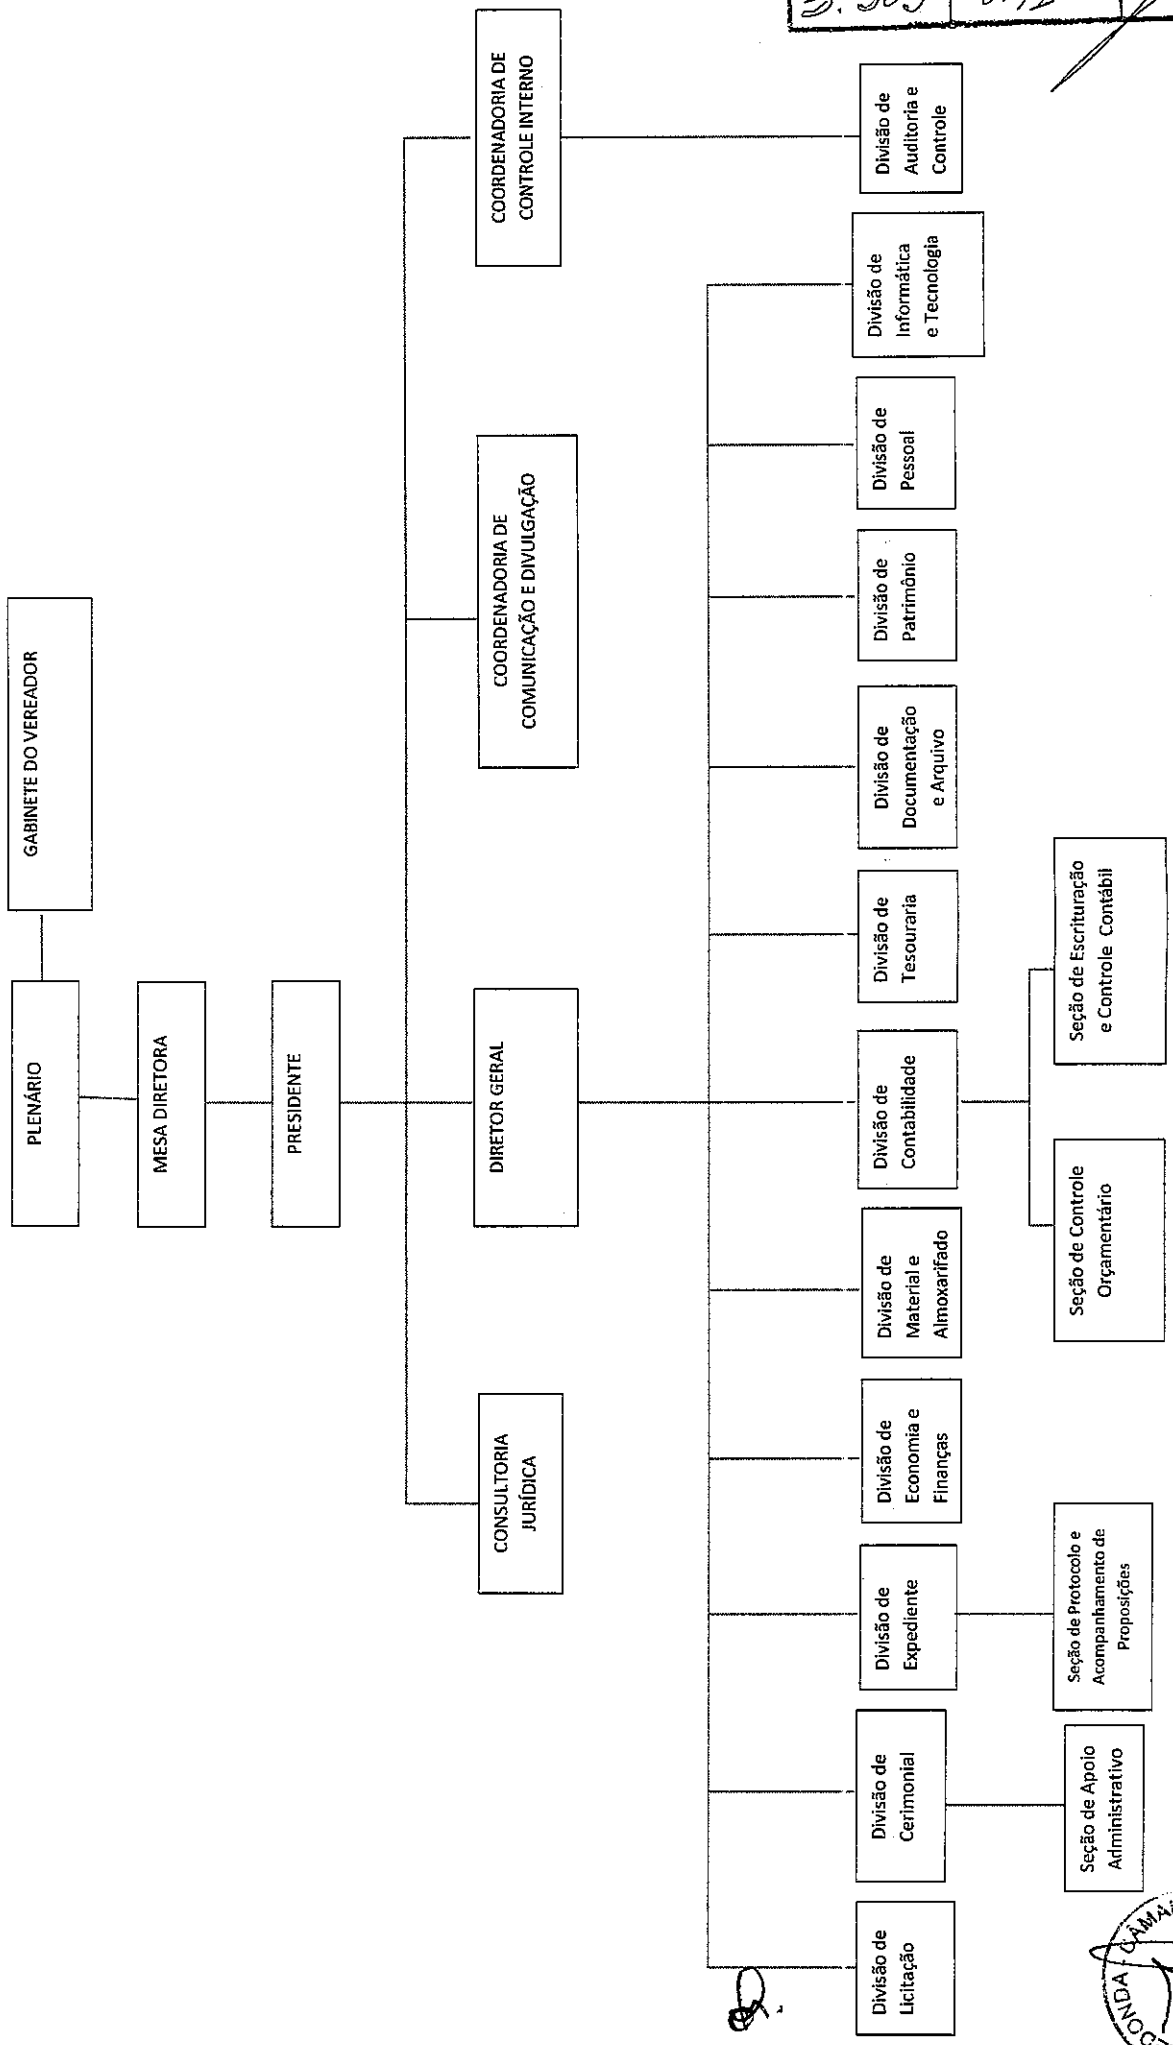 PLENÁRIO
GABINETE DO VEREADOR
MESA DIRETORA
PRESIDENTE
CONSULTORIA
JURÍDICA
DIRETOR GERAL
COORDENADORIA DE
COMUNICAÇÃO E DIVULGAÇÃO
COORDENADORIA DE
CONTROLE INTERNO
Divisão de
Licitação
Divisão de
Cerimonial
Divisão de
Expediente
Divisão de
Economia e
Finanças
Divisão de
Material e
Almoxarifado
Divisão de
Contabilidade
Divisão de
Tesouraria
Divisão de
Documentação
e Arquivo
Divisão de
Patrimônio
Divisão de
Pessoal
Divisão de
Informática
e Tecnologia
Divisão de
Auditoria e
Controle
Seção de Apoio
Administrativo
Seção de Protocolo e
Acompanhamento de
Proposições
Seção de Controle
Orçamentário
Seção de Escrituração
e Controle Contábil